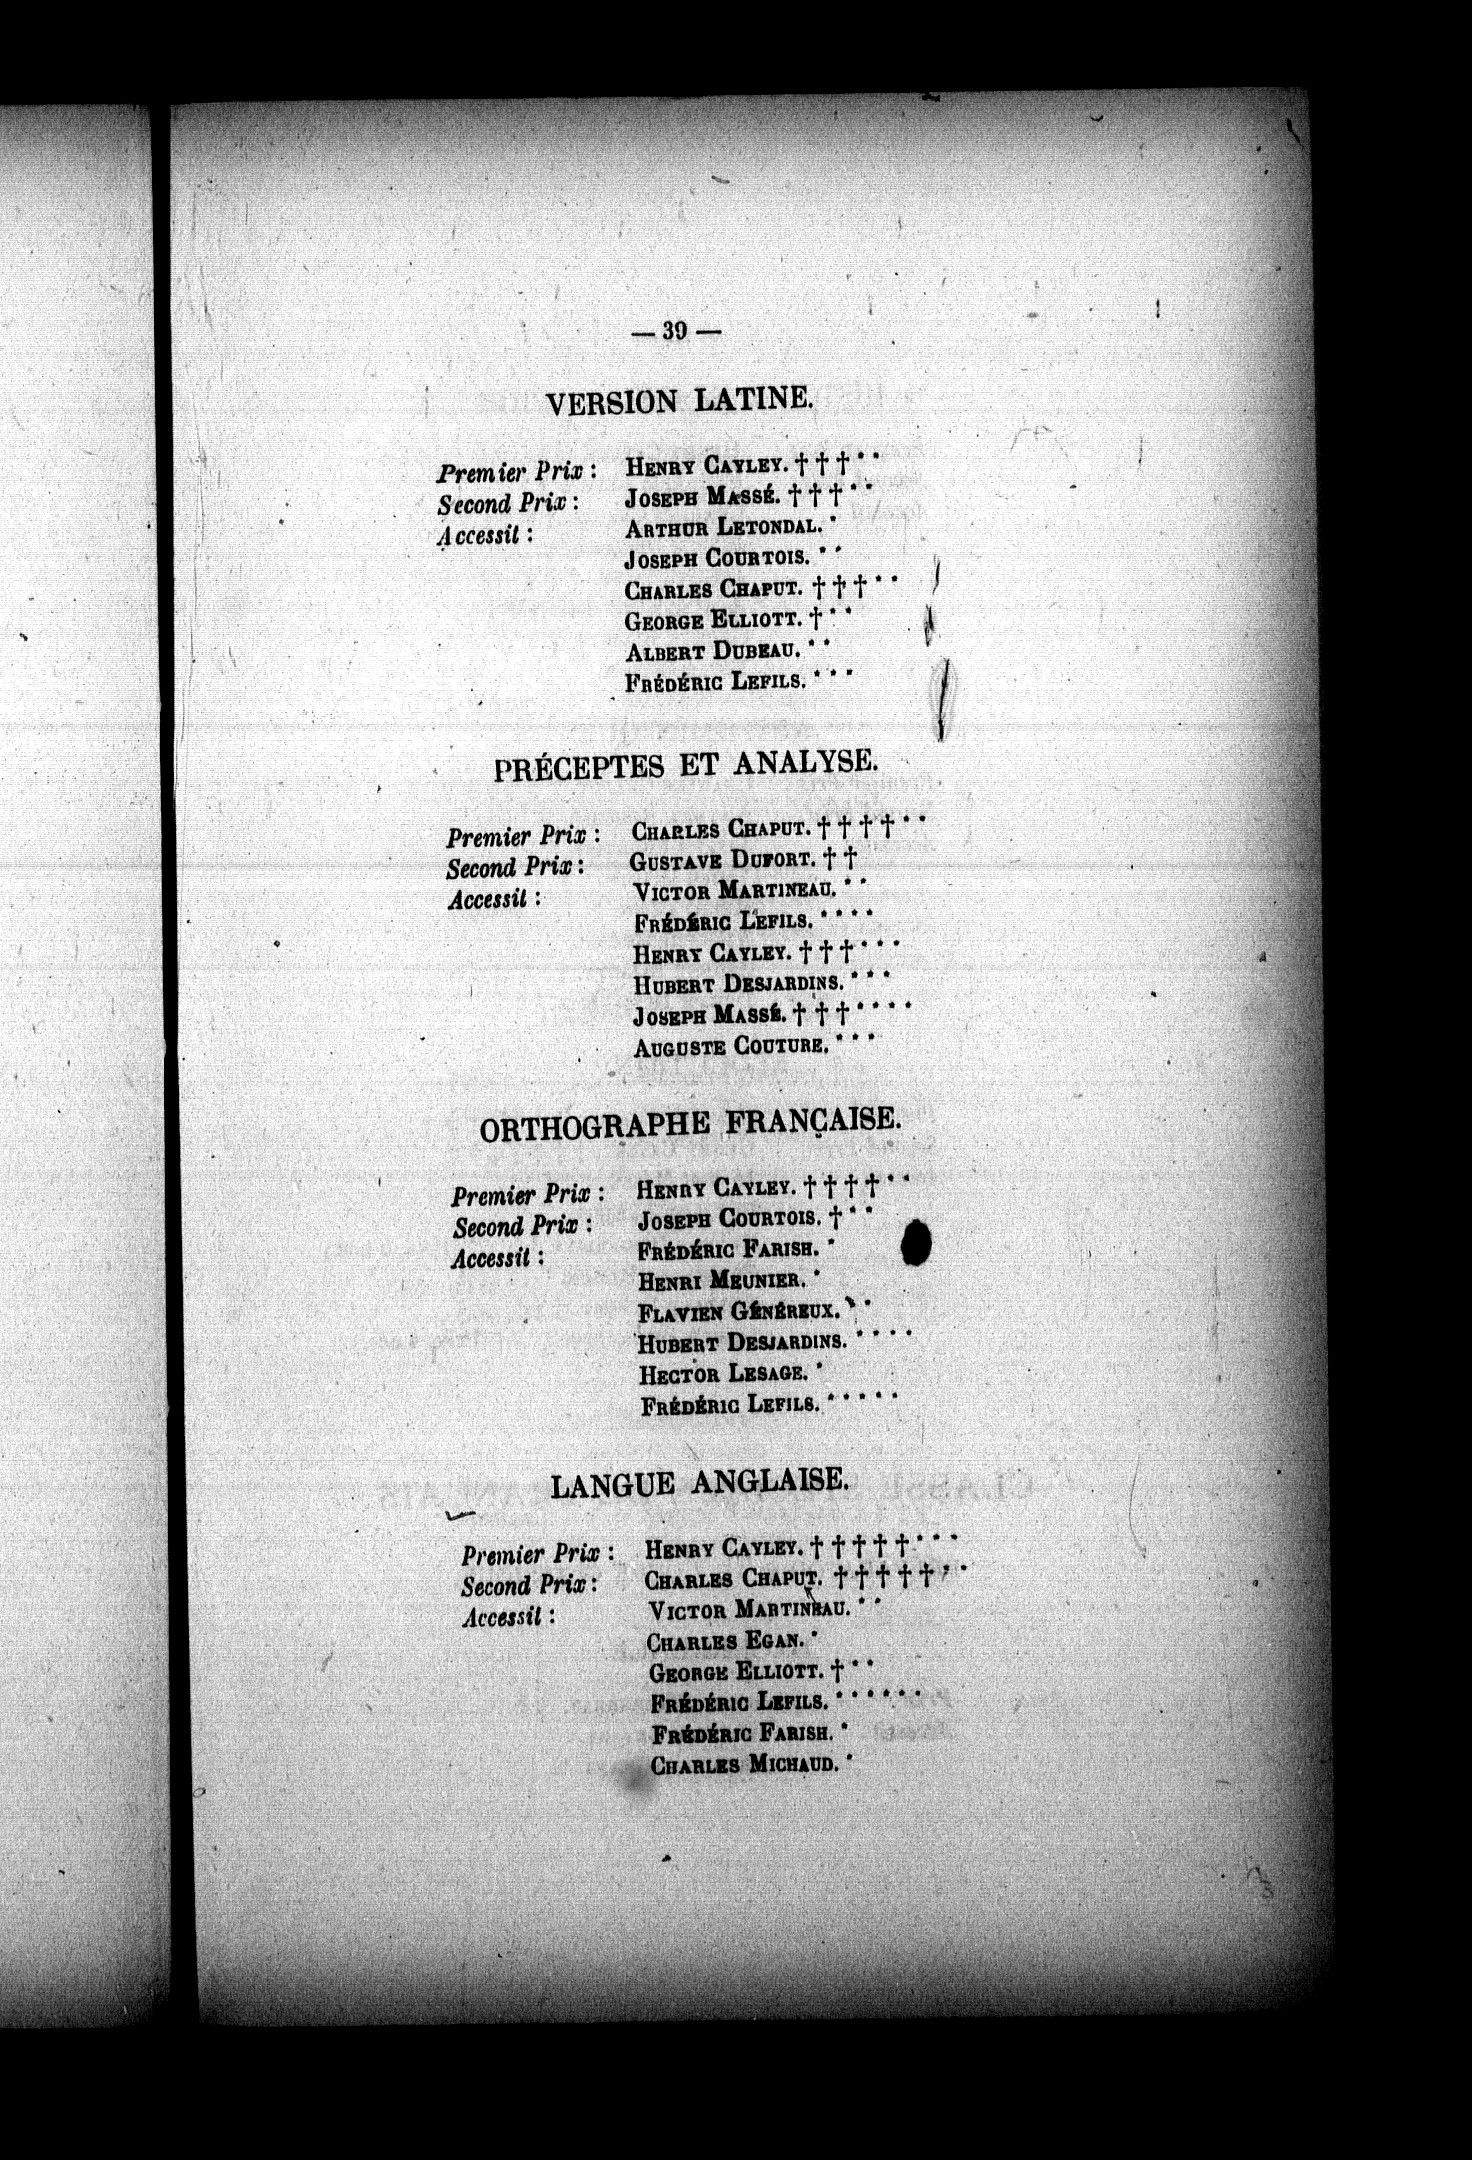 — 39 —
VERSION LATINE.
Premier Prix : HENRY CAYLEY. † † † * *
Second Prix : JOSEPH MASSÉ. † † † * *
Accessit : ARTHUR LETONDAL. *
JOSEPH COURTOIS. * *
CHARLES CHAPUT. † † † * *
GEORGE ELLIOTT. † * *
ALBERT DUBEAU. * *
FRÉDÉRIC LEFILS. * * *
PRÉCEPTES ET ANALYSE.
Premier Prix : CHARLES CHAPUT. † † † † * *
Second Prix : GUSTAVE DUFORT. † †
Accessit : VICTOR MARTINEAU. * *
FRÉDÉRIC LEFILS. * * * *
HENRY CAYLEY. † † † * * *
HUBERT DESJARDINS. * * *
JOSEPH MASSÉ. † † † * * * *
AUGUSTE COUTURE. * * *
ORTHOGRAPHE FRANÇAISE.
Premier Prix : HENRY CAYLEY. † † † † * *
Second Prix : JOSEPH COURTOIS. † * *
Accessit : FRÉDÉRIC FARISH. *
HENRI MEUNIER. *
FLAVIEN GÉNÉREUX. * *
HUBERT DESJARDINS. * * * *
HECTOR LESAGE. *
FRÉDÉRIC LEFILS. * * * * *
LANGUE ANGLAISE.
Premier Prix : HENRY CAYLEY. † † † † † * * *
Second Prix : CHARLES CHAPUT. † † † † † * *
Accessit : VICTOR MARTINEAU. * *
CHARLES EGAN. *
GEORGE ELLIOTT. † * *
FRÉDÉRIC LEFILS. * * * * * *
FRÉDÉRIC FARISH. *
CHARLES MICHAUD. *